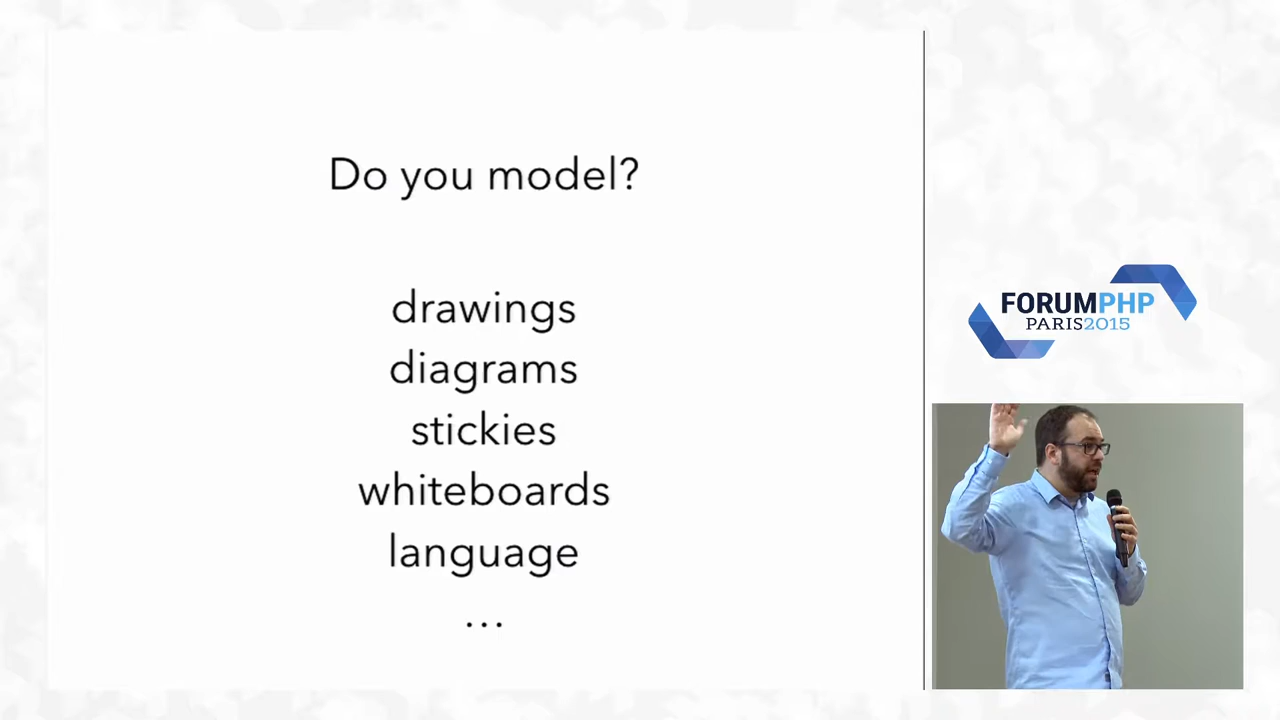 Do you model?
drawings
diagrams
stickies
whiteboards
language
...
FORUMPHP
PARIS2015